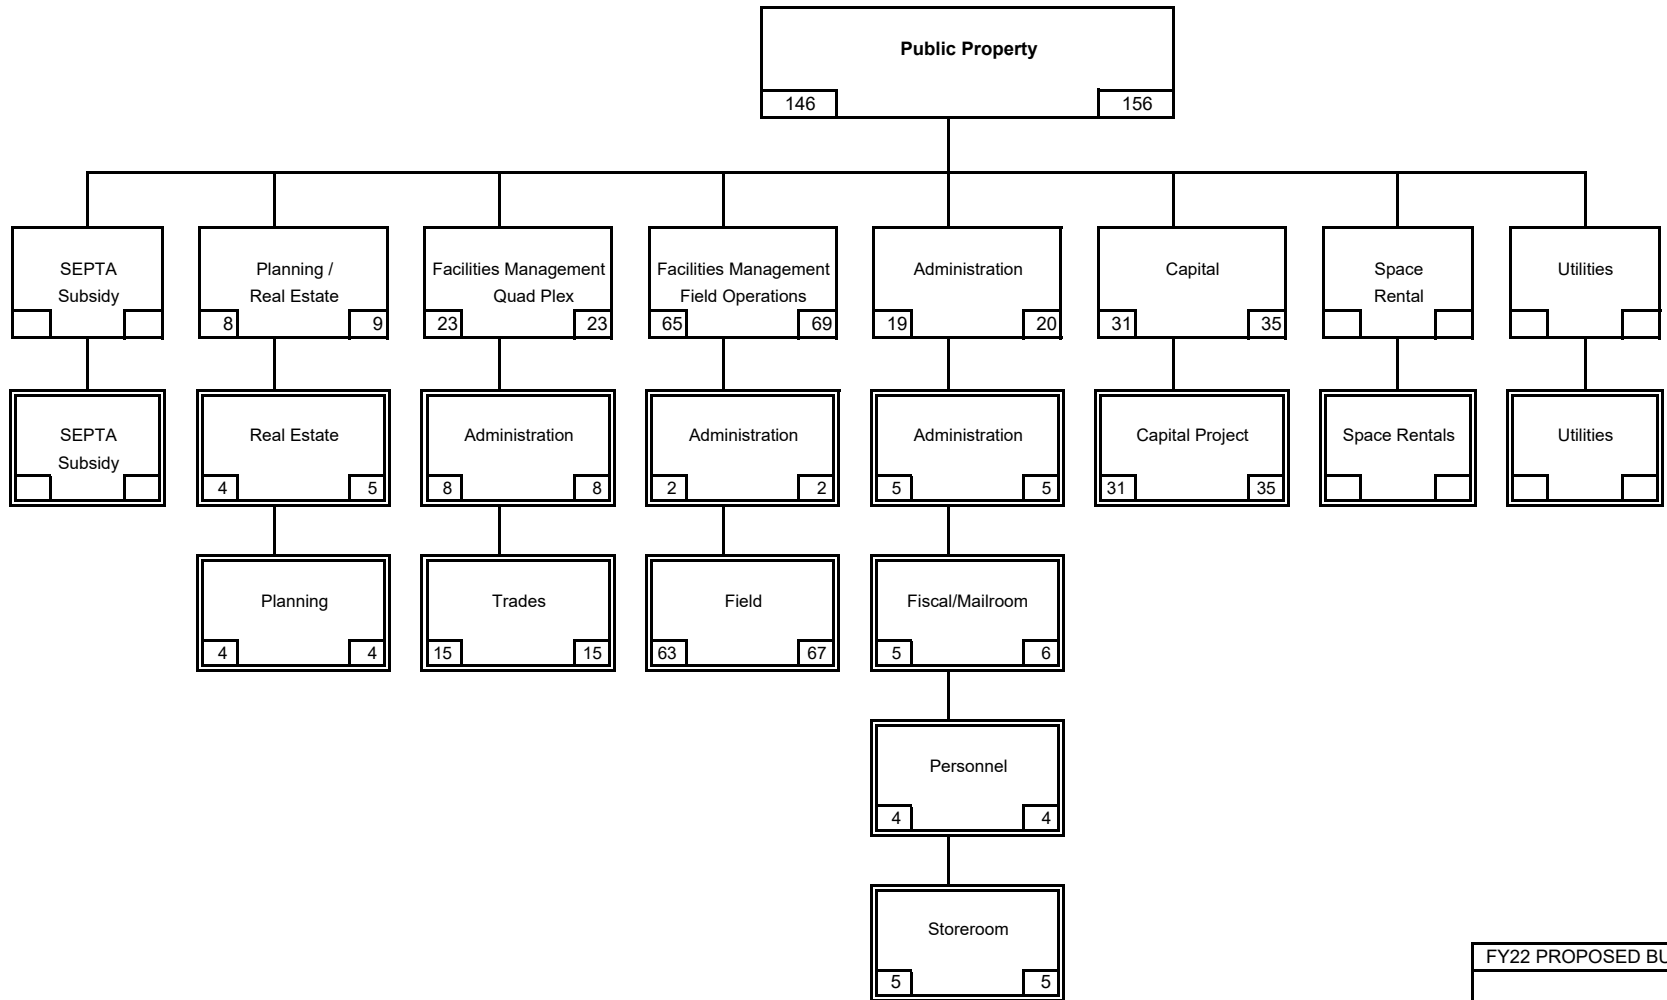 Public Property
146 156
SEPTA
Subsidy
Planning /
Real Estate
8 9
Facilities Management
Quad Plex
23 23
Facilities Management
Field Operations
65 69
Administration
19 20
Capital
31 35
Space
Rental
Utilities
SEPTA
Subsidy
Real Estate
4 5
Administration
8 8
Administration
2 2
Administration
5 5
Capital Project
31 35
Space Rentals
Utilities
Planning
4 4
Trades
15 15
Field
63 67
Fiscal/Mailroom
5 6
Personnel
4 4
Storeroom
5 5
FY22 PROPOSED